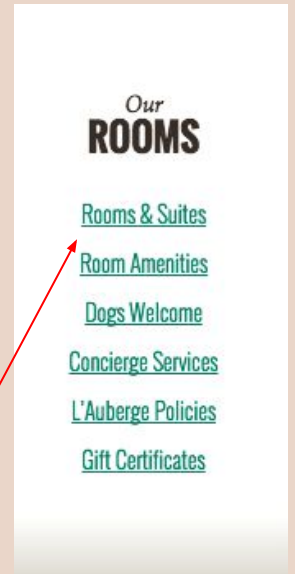 Our
ROOMS
Rooms & Suites
Room Amenities
Dogs Welcome
Concierge Services
L'Auberge Policies
Gift Certificates